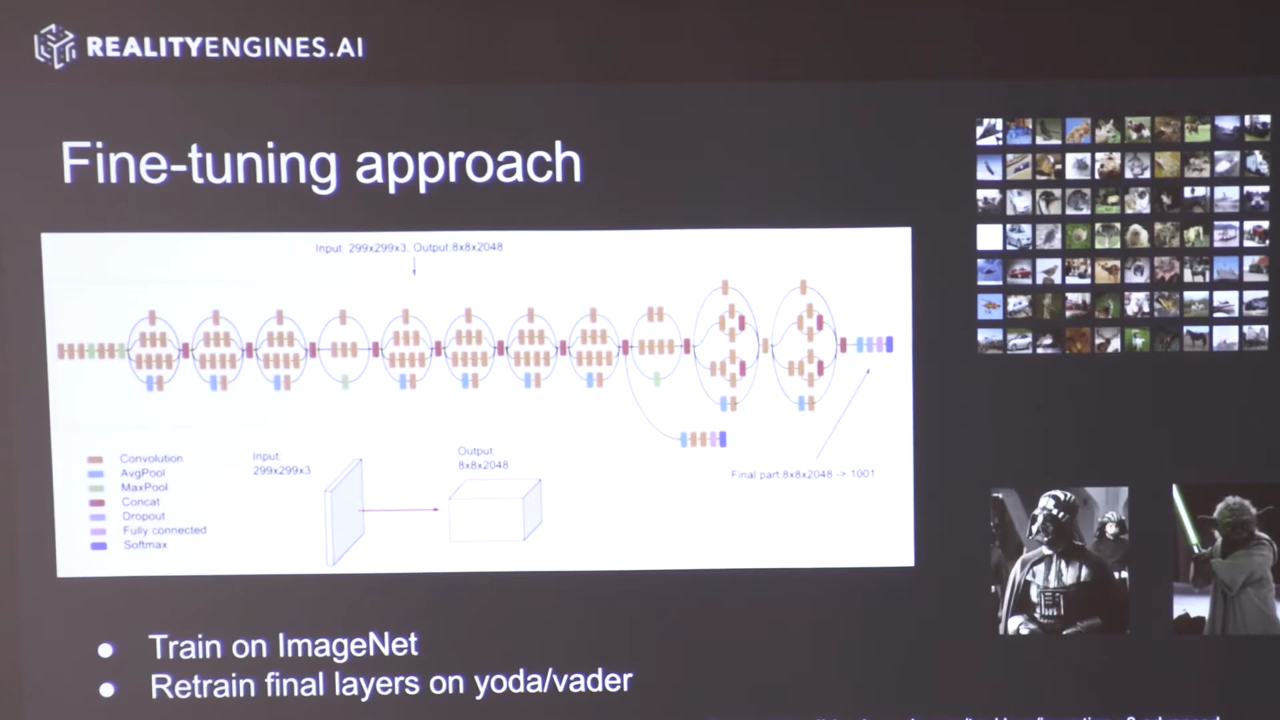 REALITYENGINES.AI
Fine-tuning approach
Input: 299x299x3, Output:8x8x2048
Convolution
AvgPool
MaxPool
Concat
Dropout
Fully connected
Softmax
Input:
299x299x3
Output:
8x8x2048
Final part:8x8x2048 -> 1001
● Train on ImageNet
● Retrain final layers on yoda/vader